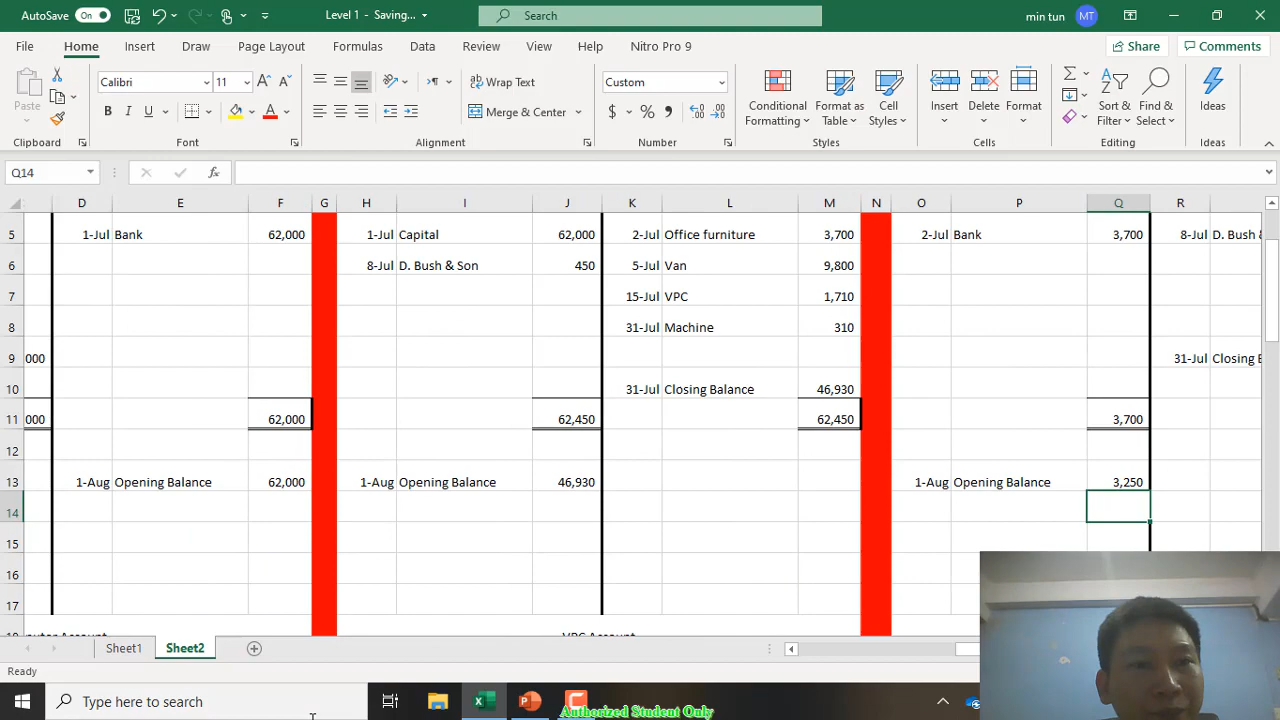 AutoSave On Level 1 - Saving... Search min tun MT
File Home Insert Draw Page Layout Formulas Data Review View Help Nitro Pro 9 Share Comments
Paste Calibri 11 Wrap Text Custom Conditional Formatting Format as Table Cell Styles Insert Delete Format Sort & Filter Find & Select Ideas
B I U A Merge & Center $ % ,
Clipboard Font Alignment Number Styles Cells Editing Ideas
Q14 fx
D E F G H I J K L M N O P Q R
5 1-Jul Bank 62,000 1-Jul Capital 62,000 2-Jul Office furniture 3,700 2-Jul Bank 3,700 8-Jul D. Bush
6 8-Jul D. Bush & Son 450 5-Jul Van 9,800
7 15-Jul VPC 1,710
8 31-Jul Machine 310
9 000 31-Jul Closing
10 31-Jul Closing Balance 46,930
11 000 62,000 62,450 62,450 3,700
12
13 1-Aug Opening Balance 62,000 1-Aug Opening Balance 46,930 1-Aug Opening Balance 3,250
14
15
16
17
Sheet1 Sheet2
Ready
Type here to search
Authorized Student Only